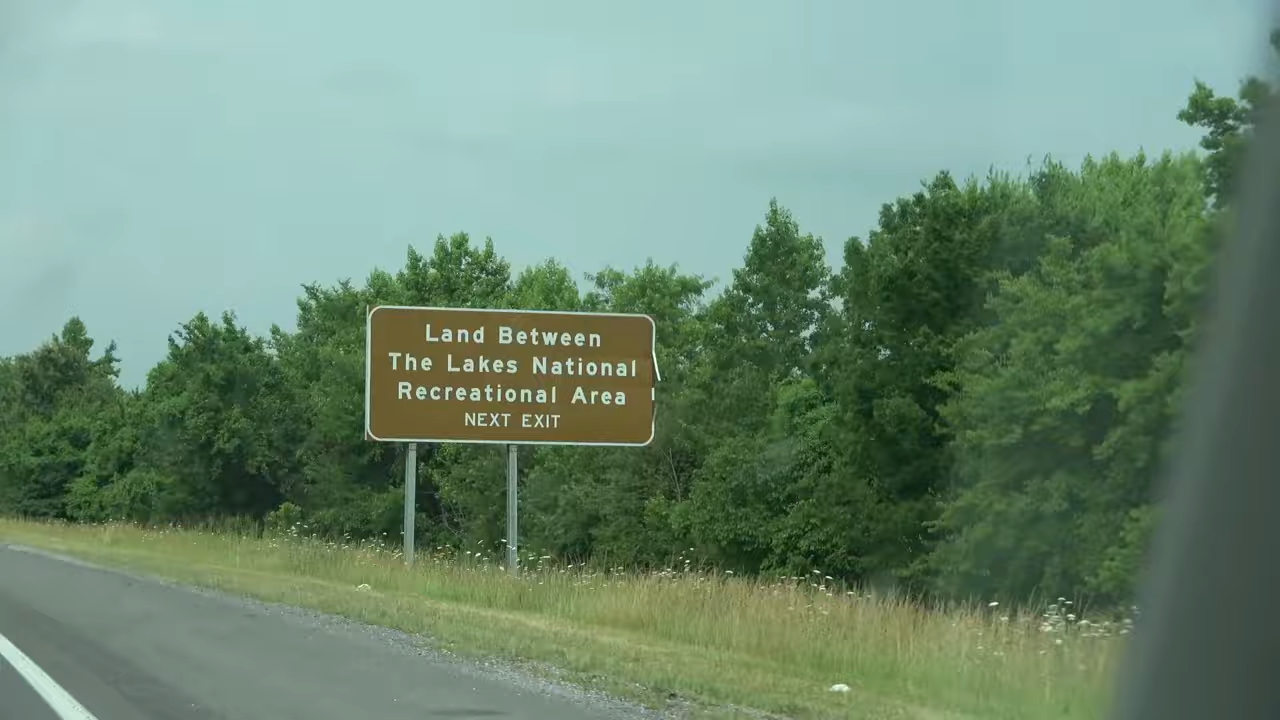 Land Between
The Lakes National
Recreational Area
NEXT EXIT